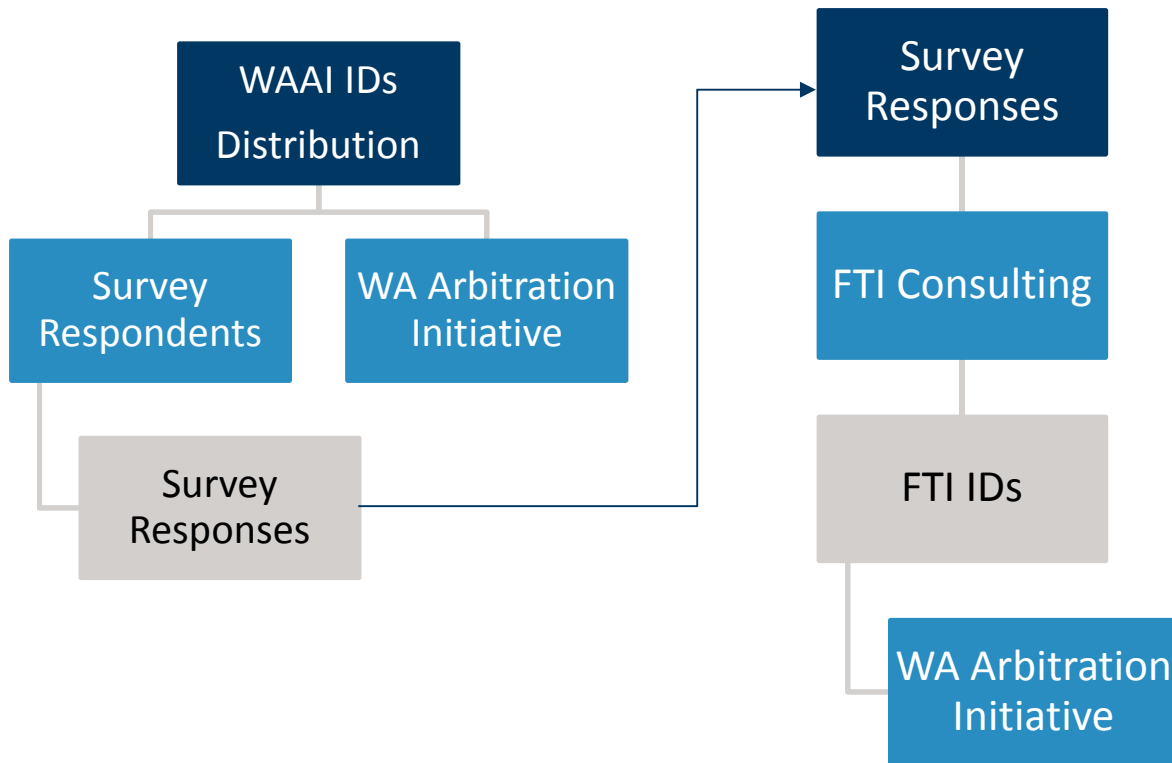 WAAI IDs
Distribution
Survey
Respondents
WA Arbitration
Initiative
Survey
Responses
Survey
Responses
FTI Consulting
FTI IDs
WA Arbitration
Initiative